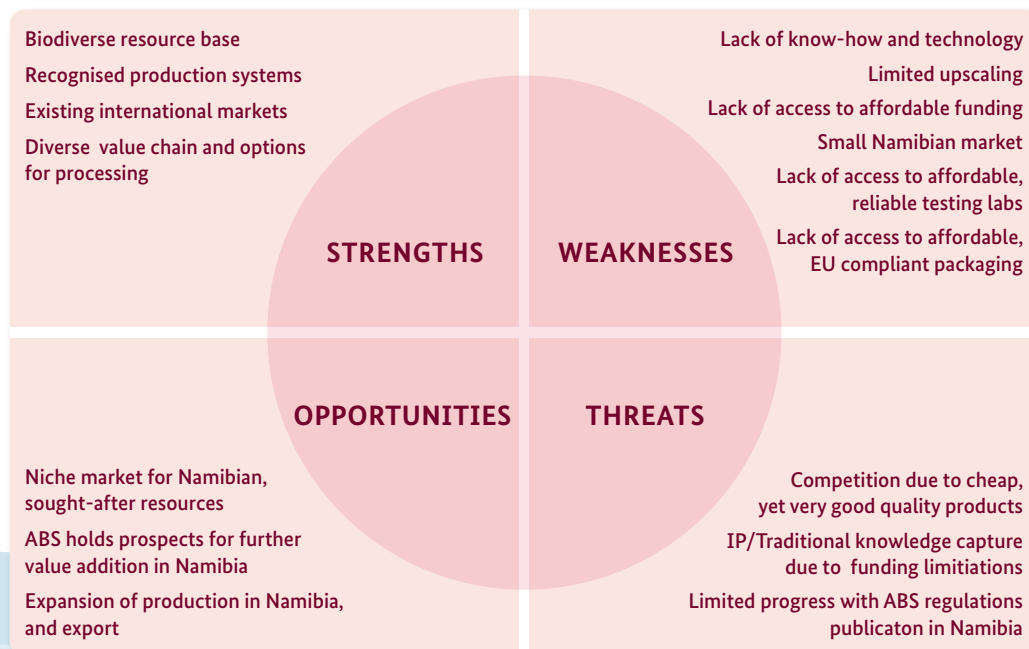 Biodiverse resource base
Recognised production systems
Existing international markets
Diverse value chain and options
for processing
STRENGTHS
Lack of know-how and technology
Limited upscaling
Lack of access to affordable funding
Small Namibian market
Lack of access to affordable,
reliable testing labs
Lack of access to affordable,
EU compliant packaging
WEAKNESSES
OPPORTUNITIES
Niche market for Namibian,
sought-after resources
ABS holds prospects for further
value addition in Namibia
Expansion of production in Namibia,
and export
THREATS
Competition due to cheap,
yet very good quality products
IP/Traditional knowledge capture
due to funding limitiations
Limited progress with ABS regulations
publicaton in Namibia